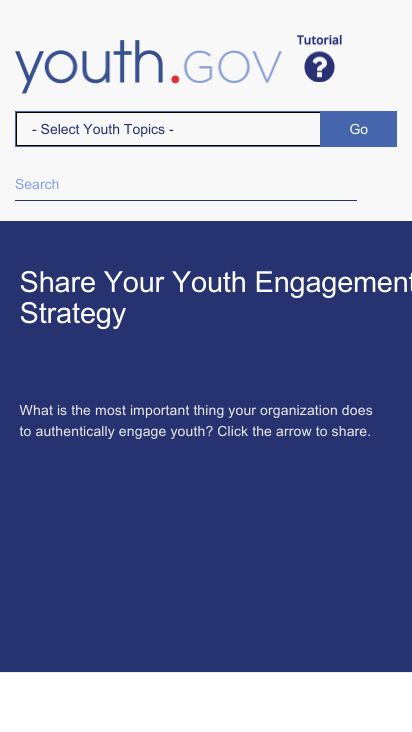 Tutorial
youth.GOV
?
- Select Youth Topics -
Go
Search
Share Your Youth Engagement
Strategy
What is the most important thing your organization does
to authentically engage youth? Click the arrow to share.